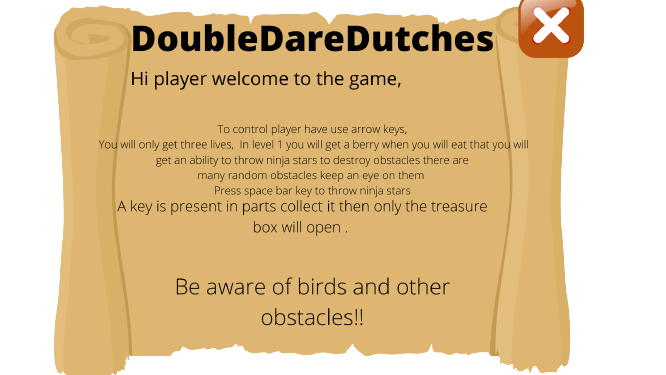 DoubleDareDutches
Hi player welcome to the game,
To control player have use arrow keys,
You will only get three lives, In level 1 you will get a berry when you will eat that you will
get an ability to throw ninja stars to destroy obstacles there are
many random obstacles keep an eye on them
Press space bar key to throw ninja stars
A key is present in parts collect it then only the treasure
box will open .
Be aware of birds and other
obstacles!!